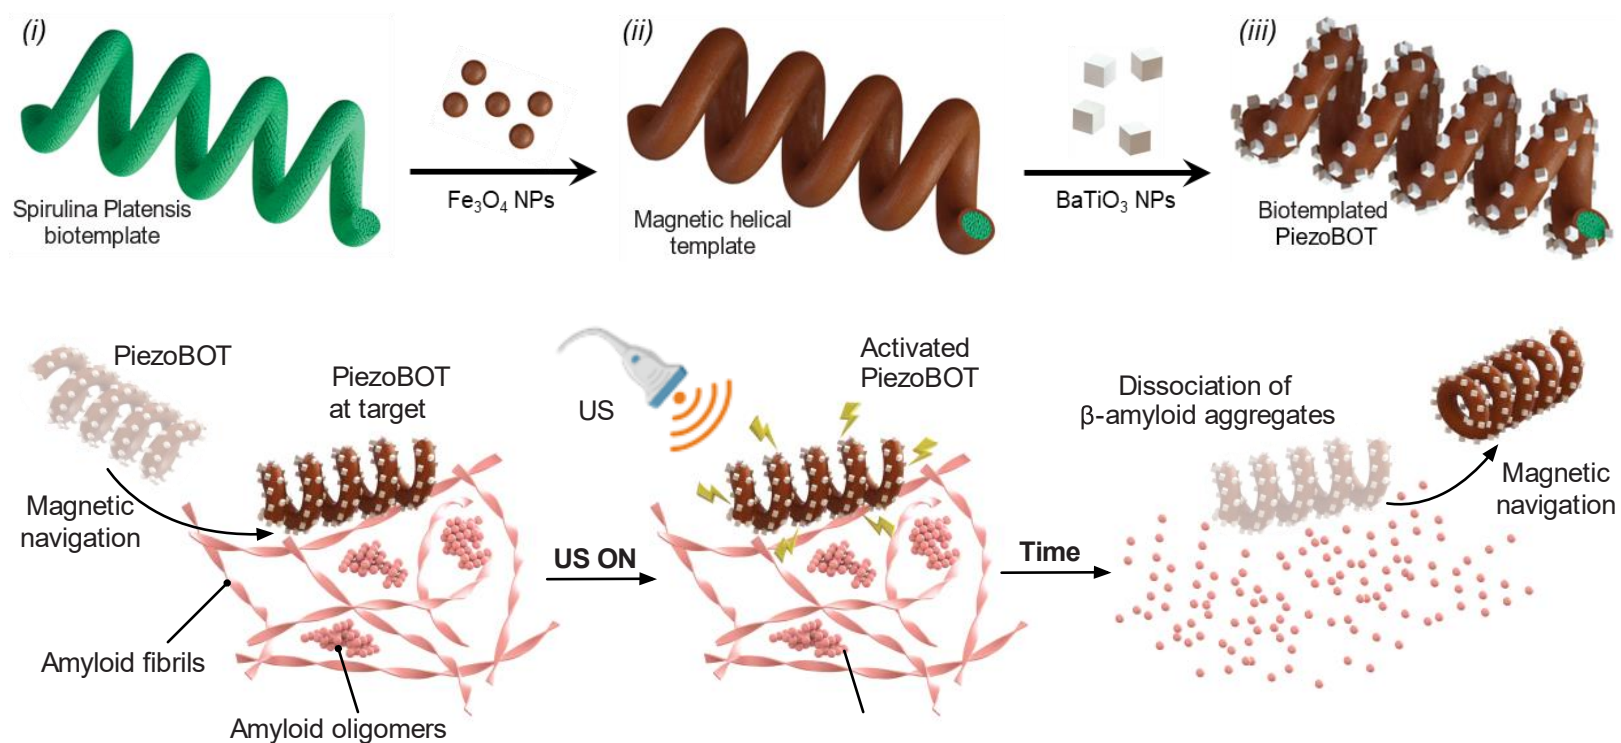 (i)
(ii)
(iii)
Fe₃O₄ NPs
BaTiO₃ NPs
Spirulina Platensis
biotemplate
Magnetic helical
template
Biotemplated
PiezoBOT
PiezoBOT
PiezoBOT
at target
US
Activated
PiezoBOT
Dissociation of
β-amyloid aggregates
Magnetic
navigation
Magnetic
navigation
US ON
Time
Amyloid fibrils
Amyloid oligomers